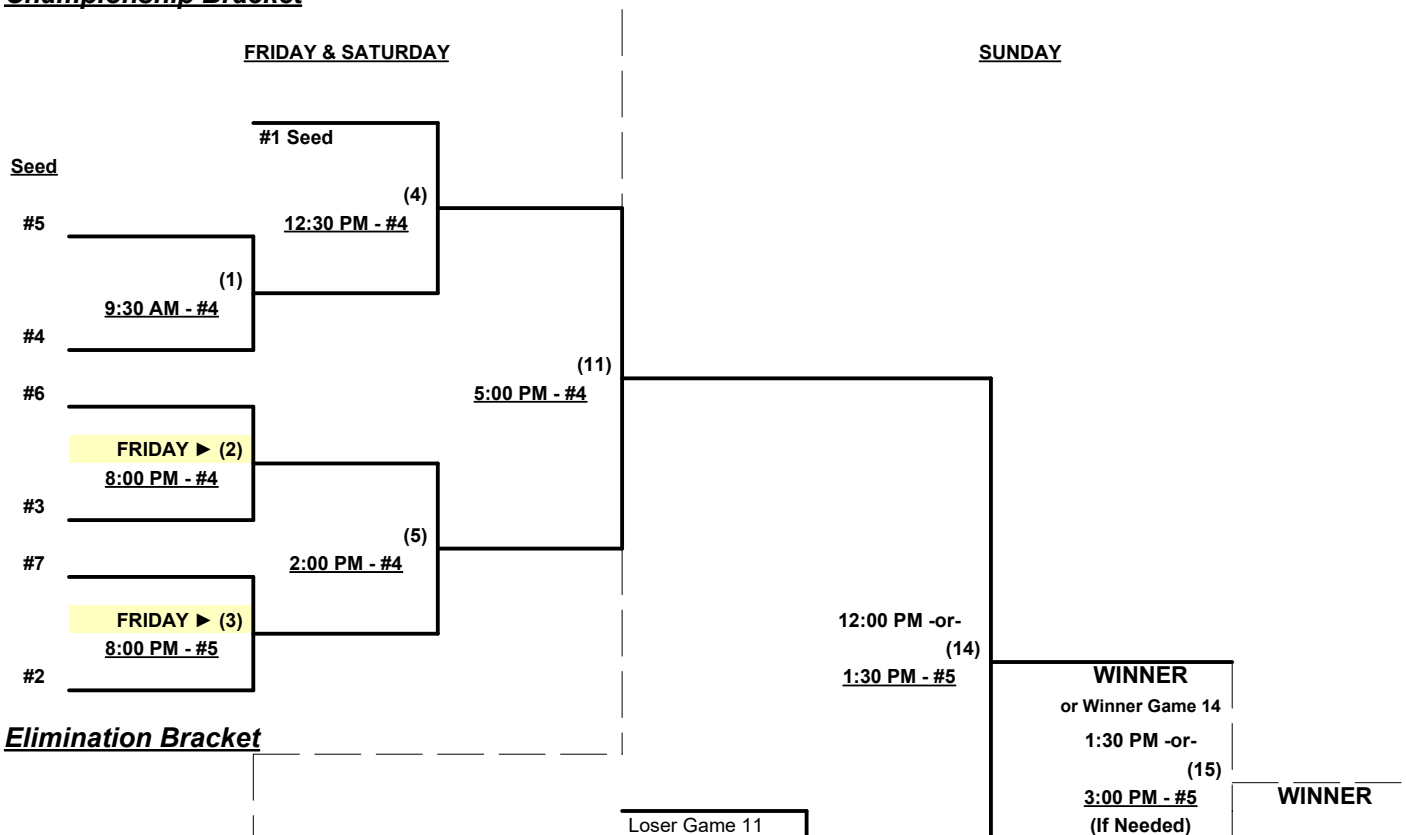 Championship Bracket
FRIDAY & SATURDAY
SUNDAY
#1 Seed
Seed
(4)
#5
12:30 PM - #4
(1)
9:30 AM - #4
#4
(11)
#6
5:00 PM - #4
FRIDAY ► (2)
8:00 PM - #4
#3
(5)
#7
2:00 PM - #4
FRIDAY ► (3)
12:00 PM -or-
8:00 PM - #5
(14)
#2
1:30 PM - #5
WINNER
or Winner Game 14
Elimination Bracket
1:30 PM -or-
(15)
3:00 PM - #5
WINNER
Loser Game 11
(If Needed)